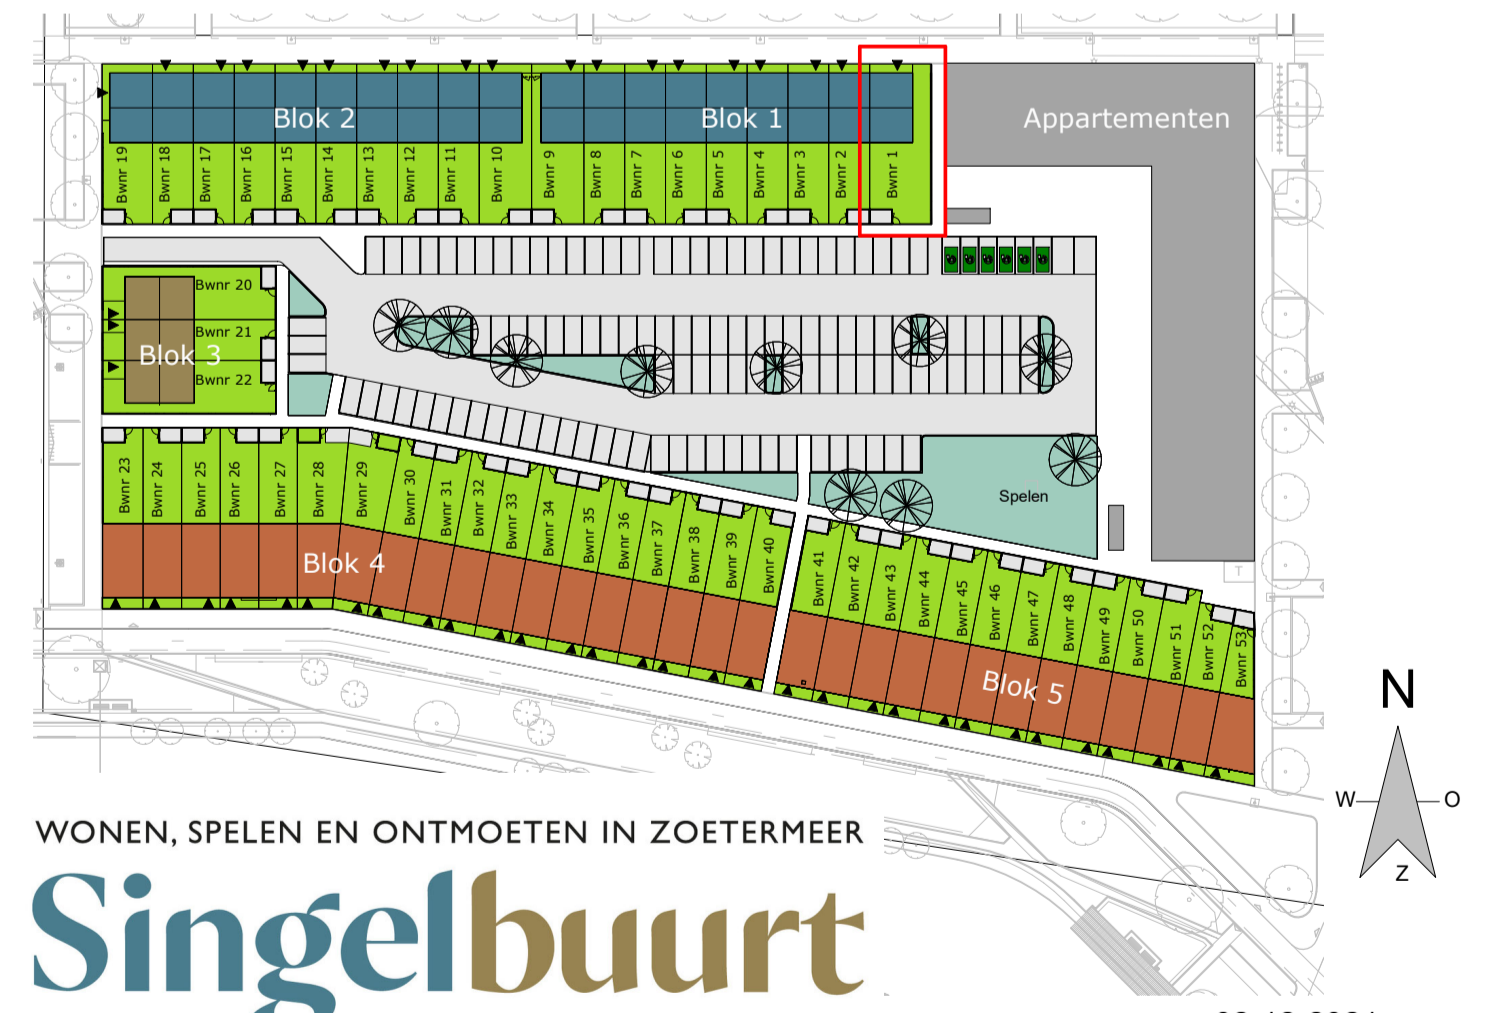 Blok 2
Blok 1
Appartementen
Bwnr 19
Bwnr 18
Bwnr 17
Bwnr 16
Bwnr 15
Bwnr 14
Bwnr 13
Bwnr 12
Bwnr 11
Bwnr 10
Bwnr 9
Bwnr 8
Bwnr 7
Bwnr 6
Bwnr 5
Bwnr 4
Bwnr 3
Bwnr 2
Bwnr 1
Bwnr 20
Bwnr 21
Blok 3
Bwnr 22
Bwnr 23
Bwnr 24
Bwnr 25
Bwnr 26
Bwnr 27
Bwnr 28
Bwnr 29
Bwnr 30
Bwnr 31
Bwnr 32
Bwnr 33
Bwnr 34
Bwnr 35
Bwnr 36
Bwnr 37
Bwnr 38
Bwnr 39
Bwnr 40
Spelen
Blok 4
Bwnr 41
Bwnr 42
Bwnr 43
Bwnr 44
Bwnr 45
Bwnr 46
Bwnr 47
Bwnr 48
Bwnr 49
Bwnr 50
Bwnr 51
Bwnr 52
Bwnr 53
T
Blok 5
N
W
O
Z
WONEN, SPELEN EN ONTMOETEN IN ZOETERMEER
Singelbuurt